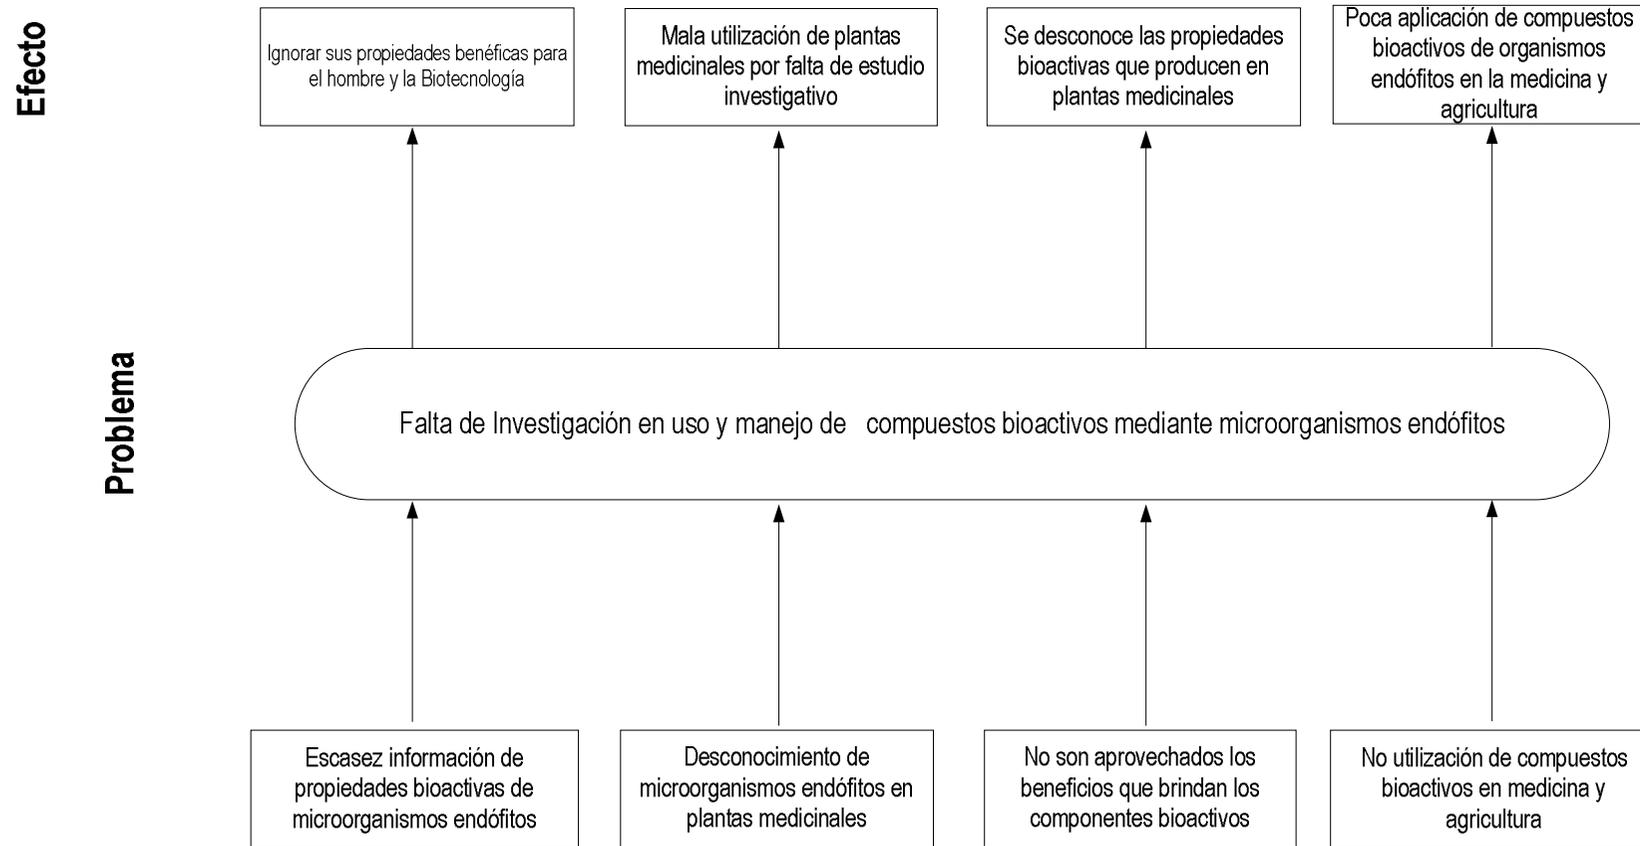 Efecto
Ignorar sus propiedades benéficas para
el hombre y la Biotecnología
Mala utilización de plantas
medicinales por falta de estudio
investigativo
Se desconoce las propiedades
bioactivas que producen en
plantas medicinales
Poca aplicación de compuestos
bioactivos de organismos
endófitos en la medicina y
agricultura
Problema
Falta de Investigación en uso y manejo de compuestos bioactivos mediante microorganismos endófitos
Escasez información de
propiedades bioactivas de
microorganismos endófitos
Desconocimiento de
microorganismos endófitos en
plantas medicinales
No son aprovechados los
beneficios que brindan los
componentes bioactivos
No utilización de compuestos
bioactivos en medicina y
agricultura